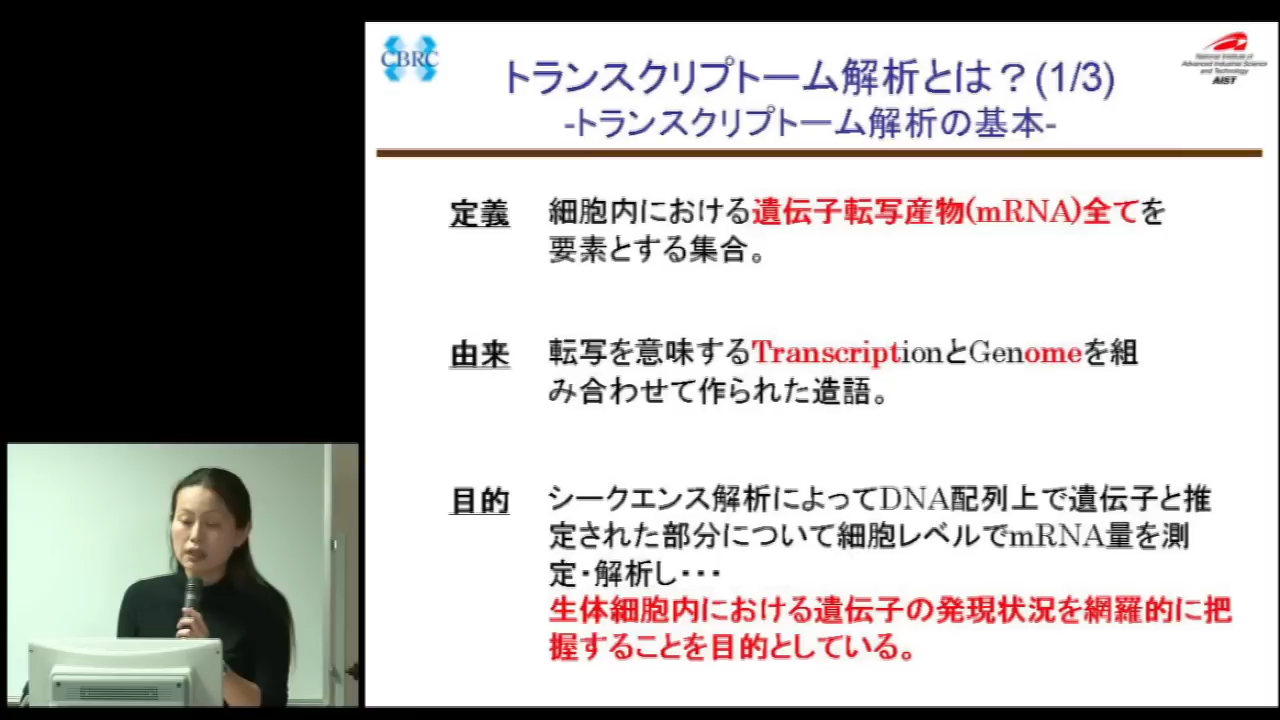 CBRC
National Institute of
Advanced Industrial Science
and Technology
AIST
トランスクリプトーム解析とは？(1/3)
-トランスクリプトーム解析の基本-
定義 細胞内における遺伝子転写産物(mRNA)全てを
要素とする集合。
由来 転写を意味するTranscriptionとGenomeを組
み合わせて作られた造語。
目的 シークエンス解析によってDNA配列上で遺伝子と推
定された部分について細胞レベルでmRNA量を測
定・解析し・・・
生体細胞内における遺伝子の発現状況を網羅的に把
握することを目的としている。